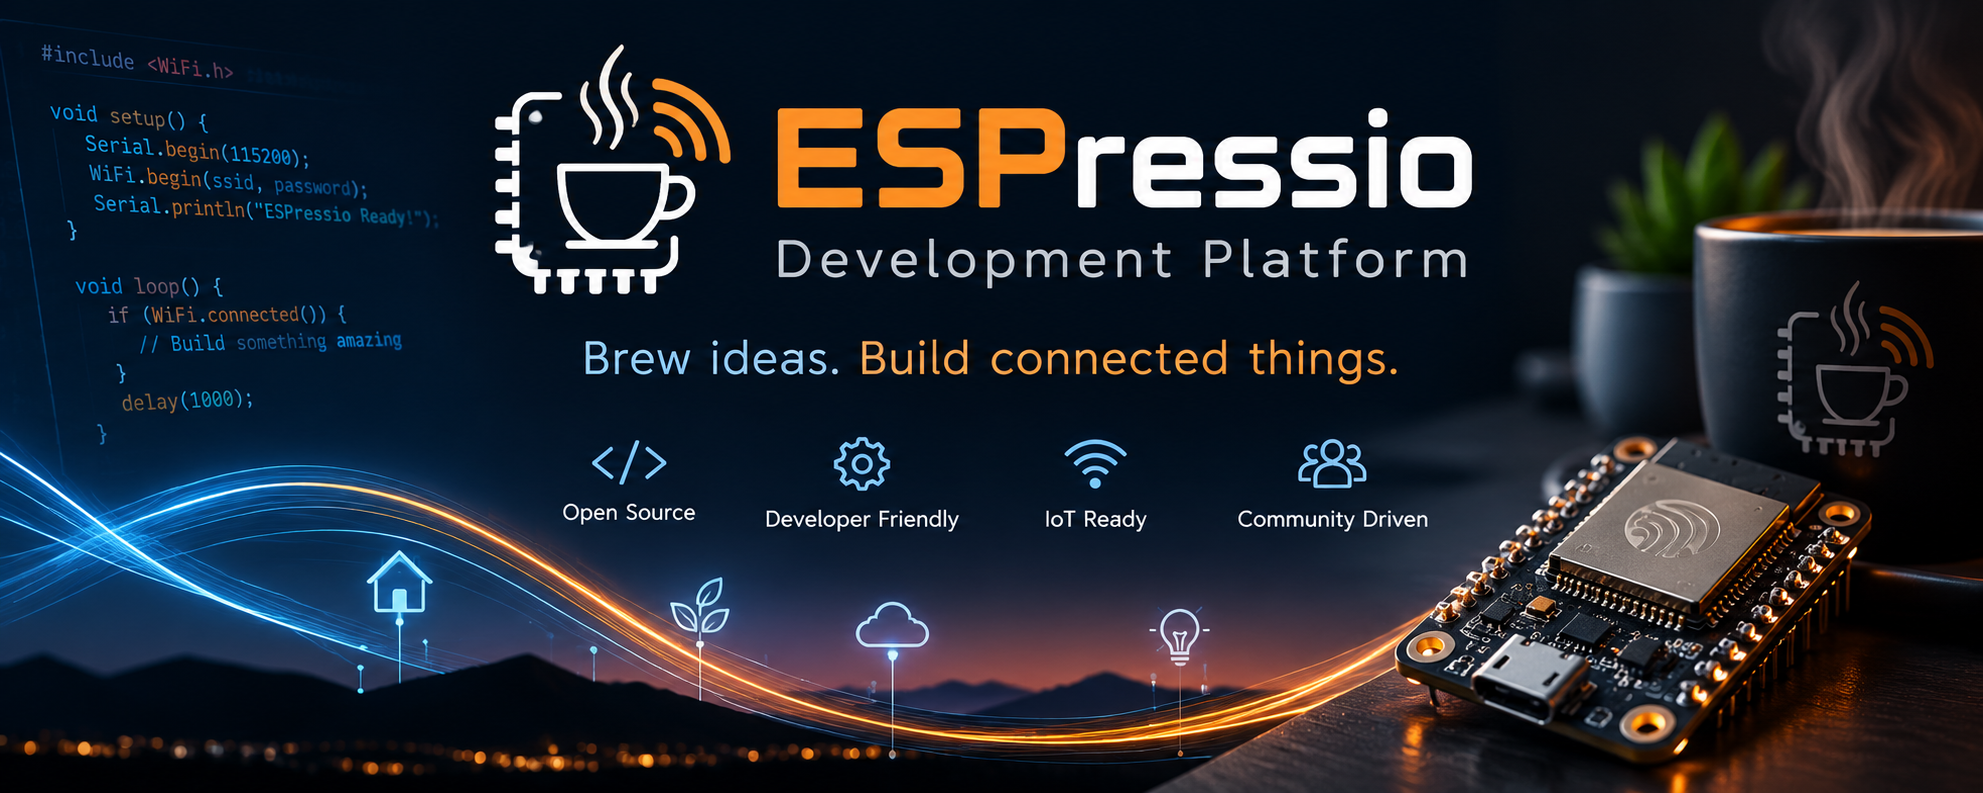 #include <WiFi.h>
void setup() {
Serial.begin(115200);
WiFi.begin(ssid, password);
Serial.println("ESPressio Ready!");
}
void loop() {
if (WiFi.connected()) {
// Build something amazing
}
delay(1000);
}
ESPressio
Development Platform
Brew ideas. Build connected things.
Open Source
Developer Friendly
IoT Ready
Community Driven